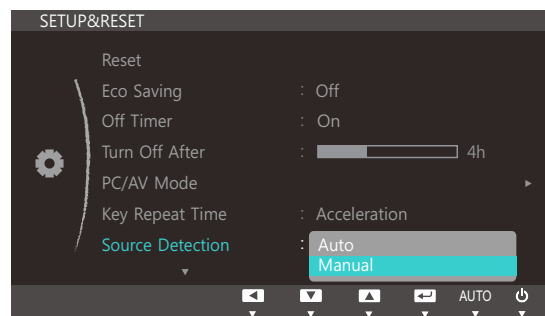 SETUP&RESET
Reset
Eco Saving : Off
Off Timer : On
Turn Off After : 4h
PC/AV Mode
Key Repeat Time : Acceleration
Source Detection : Auto
Manual
AUTO